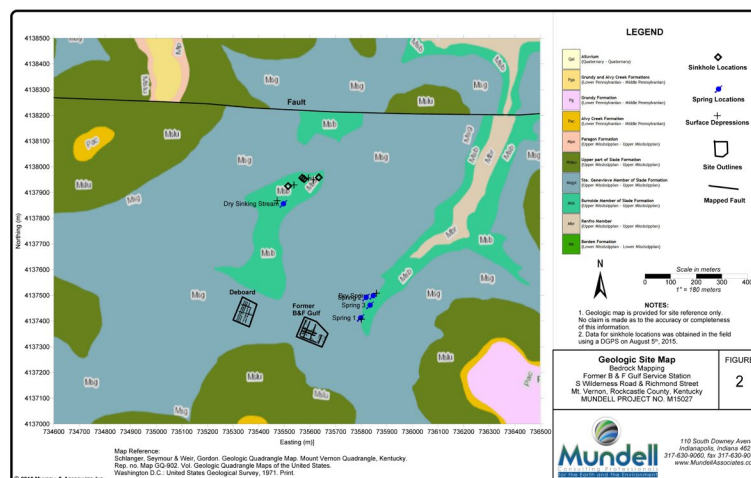 4138500
4138400
4138300
4138200
4138100
4138000
4137900
4137800
4137700
4137600
4137500
4137400
4137300
4137200
4137100
4137000
Northing (m)
734600 734700 734800 734900 735000 735100 735200 735300 735400 735500 735600 735700 735800 735900 736000 736100 736200 736300 736400 736500
Easting (m)]
Fault
Msg
Mslu
Msb
Mbr
Pac
Dry Sinking Stream
Deboard
Former
B&F Gulf
Spring 2
Spring 3
Spring 1
Map Reference:
Schlanger, Seymour & Weir, Gordon. Geologic Quadrangle Map. Mount Vernon Quadrangle, Kentucky.
Rep. no. Map GQ-902. Vol. Geologic Quadrangle Maps of the United States.
Washington D.C.: United States Geological Survey, 1971. Print.
LEGEND
Alluvium
(Quaternary - Quaternary)
Grundy and Alvy Creek Formations
(Lower Pennsylvanian - Middle Pennsylvanian)
Grundy Formation
(Lower Pennsylvanian - Middle Pennsylvanian)
Alvy Creek Formation
(Lower Pennsylvanian - Middle Pennsylvanian)
Paragon Formation
(Upper Mississippian - Upper Mississippian)
Upper part of Slade Formation
(Upper Mississippian - Upper Mississippian)
Ste. Genevieve Member of Slade Formation
(Upper Mississippian - Upper Mississippian)
Burnside Member of Slade Formation
(Upper Mississippian - Upper Mississippian)
Renfro Member
(Upper Mississippian - Upper Mississippian)
Borden Formation
(Lower Mississippian - Lower Mississippian)
Sinkhole Locations
Spring Locations
Surface Depressions
Site Outlines
Mapped Fault
N
Scale in meters
0 100 200 300 400
1" = 180 meters
NOTES:
1. Geologic map is provided for site reference only.
No claim is made as to the accuracy or completeness
of this information.
2. Data for sinkhole locations was obtained in the field
using a DGPS on August 5th, 2015.
Geologic Site Map
Bedrock Mapping
Former B & F Gulf Service Station
S Wilderness Road & Richmond Street
Mt. Vernon, Rockcastle County, Kentucky
MUNDELL PROJECT NO. M15027
FIGURE
2
Mundell
Consulting Professionals
for the Earth and the Environment
110 South Downey Aven
Indianapolis, Indiana 462
317-630-9060, fax 317-630-90
www.MundellAssociates.c